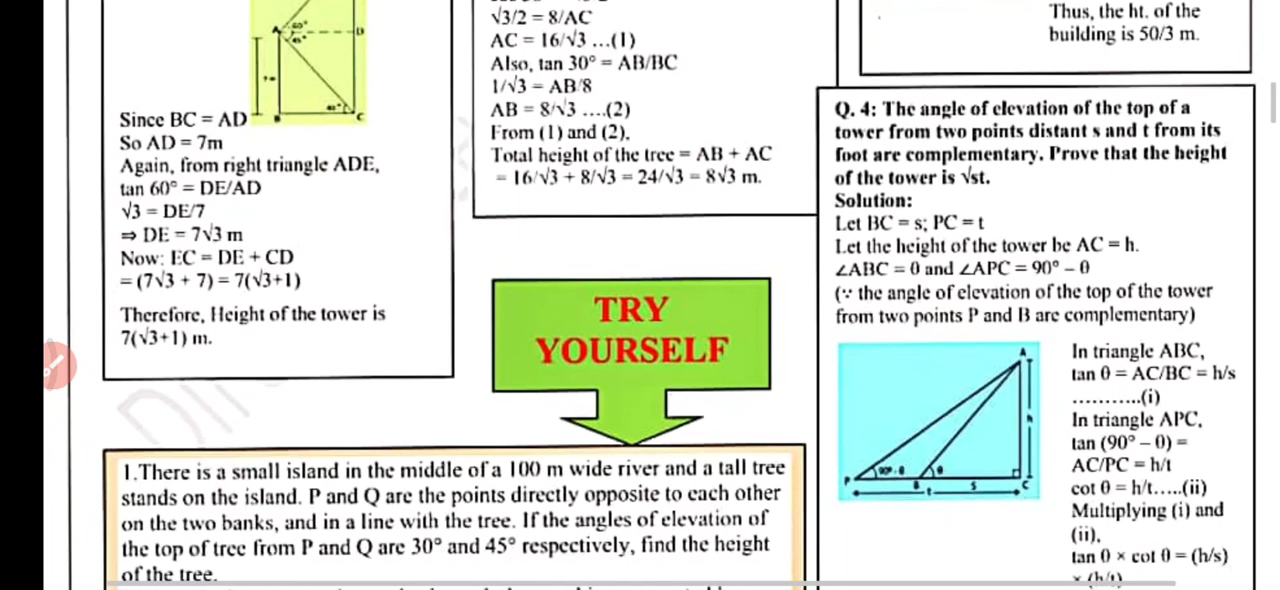 Since BC = AD
So AD = 7m
Again, from right triangle ADE,
tan 60° = DE/AD
√3 = DE/7
⇒ DE = 7√3 m
Now: EC = DE + CD
= (7√3 + 7) = 7(√3+1)
Therefore, Height of the tower is
7(√3+1) m.
√3/2 = 8/AC
AC = 16/√3 …(1)
Also, tan 30° = AB/BC
1/√3 = AB/8
AB = 8/√3 ….(2)
From (1) and (2),
Total height of the tree = AB + AC
= 16/√3 + 8/√3 = 24/√3 = 8√3 m.
TRY
YOURSELF
1.There is a small island in the middle of a 100 m wide river and a tall tree
stands on the island. P and Q are the points directly opposite to each other
on the two banks, and in a line with the tree. If the angles of elevation of
the top of tree from P and Q are 30° and 45° respectively, find the height
of the tree.
Thus, the ht. of the
building is 50/3 m.
Q. 4: The angle of elevation of the top of a
tower from two points distant s and t from its
foot are complementary. Prove that the height
of the tower is √st.
Solution:
Let BC = s; PC = t
Let the height of the tower be AC = h.
∠ABC = θ and ∠APC = 90° – θ
(∵ the angle of elevation of the top of the tower
from two points P and B are complementary)
A
h
90°-θ
θ
P
B
C
t
s
In triangle ABC,
tan θ = AC/BC = h/s
……….(i)
In triangle APC,
tan (90° – θ) =
AC/PC = h/t
cot θ = h/t…..(ii)
Multiplying (i) and
(ii),
tan θ × cot θ = (h/s)
× (h/t)